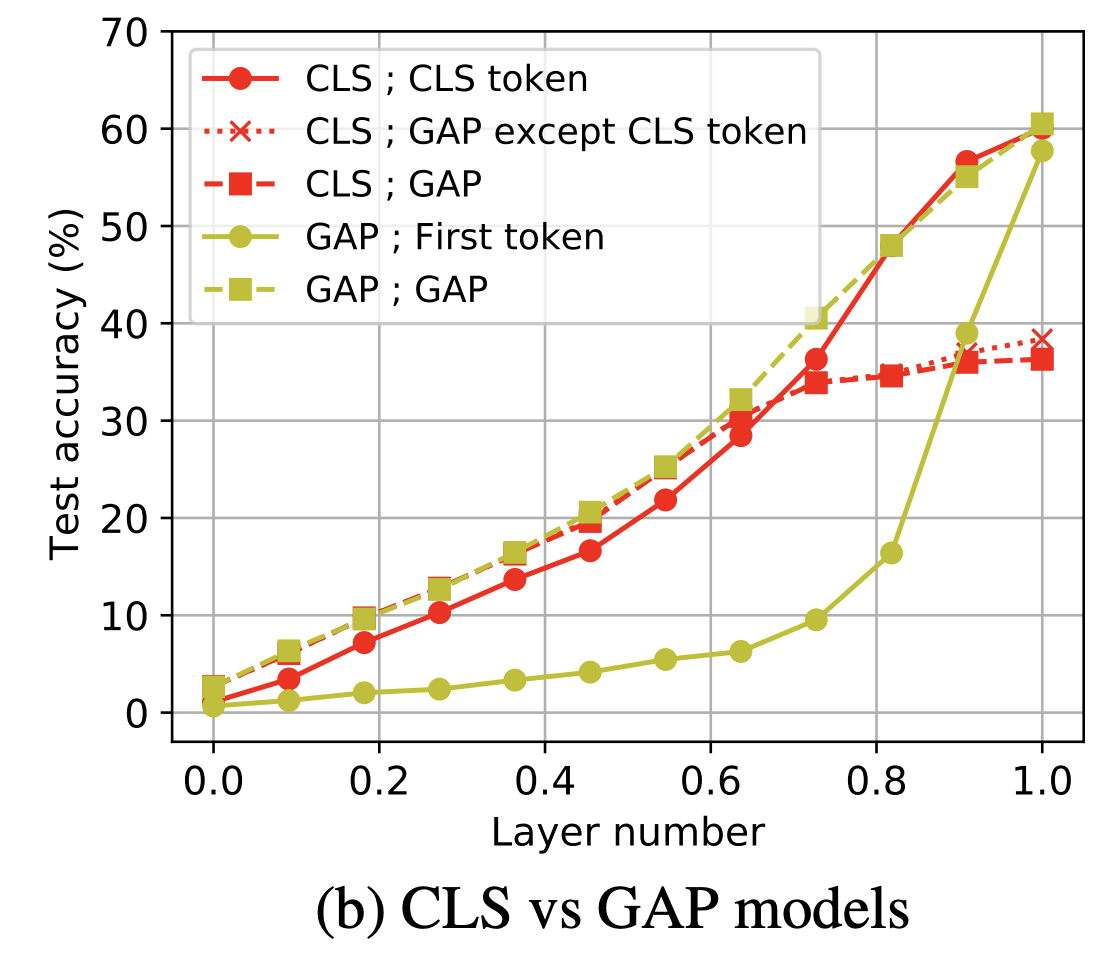 70
60
50
40
30
20
10
0
Test accuracy (%)
CLS ; CLS token
CLS ; GAP except CLS token
CLS ; GAP
GAP ; First token
GAP ; GAP
0.0 0.2 0.4 0.6 0.8 1.0
Layer number
(b) CLS vs GAP models